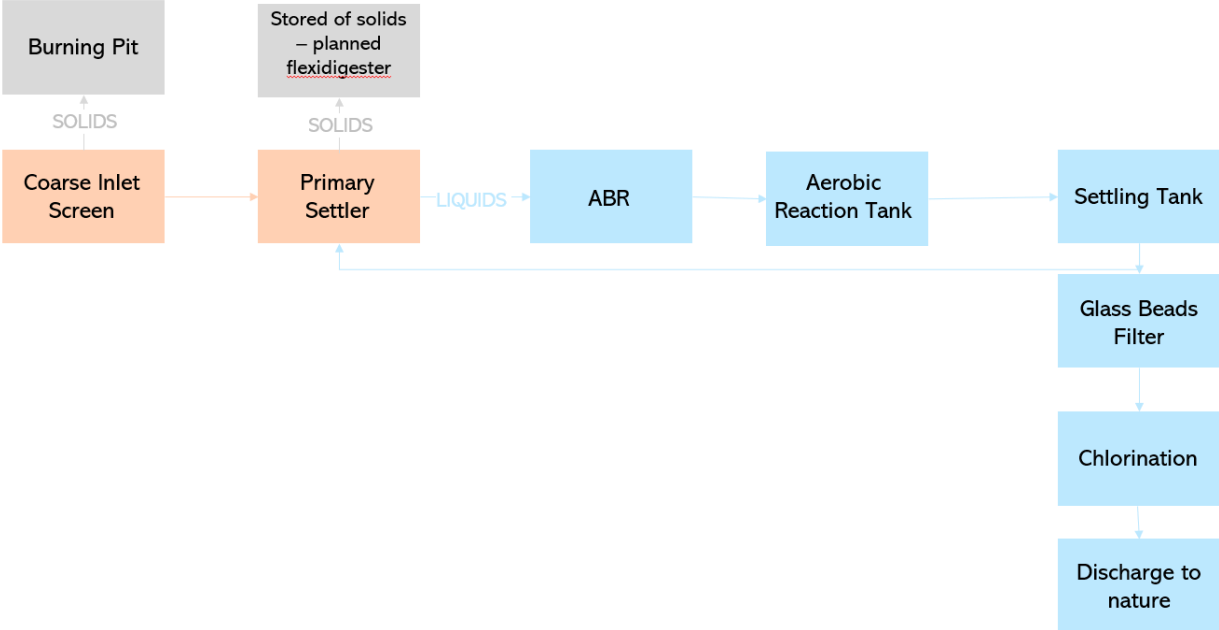 Burning Pit
Stored of solids
– planned
flexidigester
SOLIDS
SOLIDS
Coarse Inlet
Screen
Primary
Settler
LIQUIDS
ABR
Aerobic
Reaction Tank
Settling Tank
Glass Beads
Filter
Chlorination
Discharge to
nature